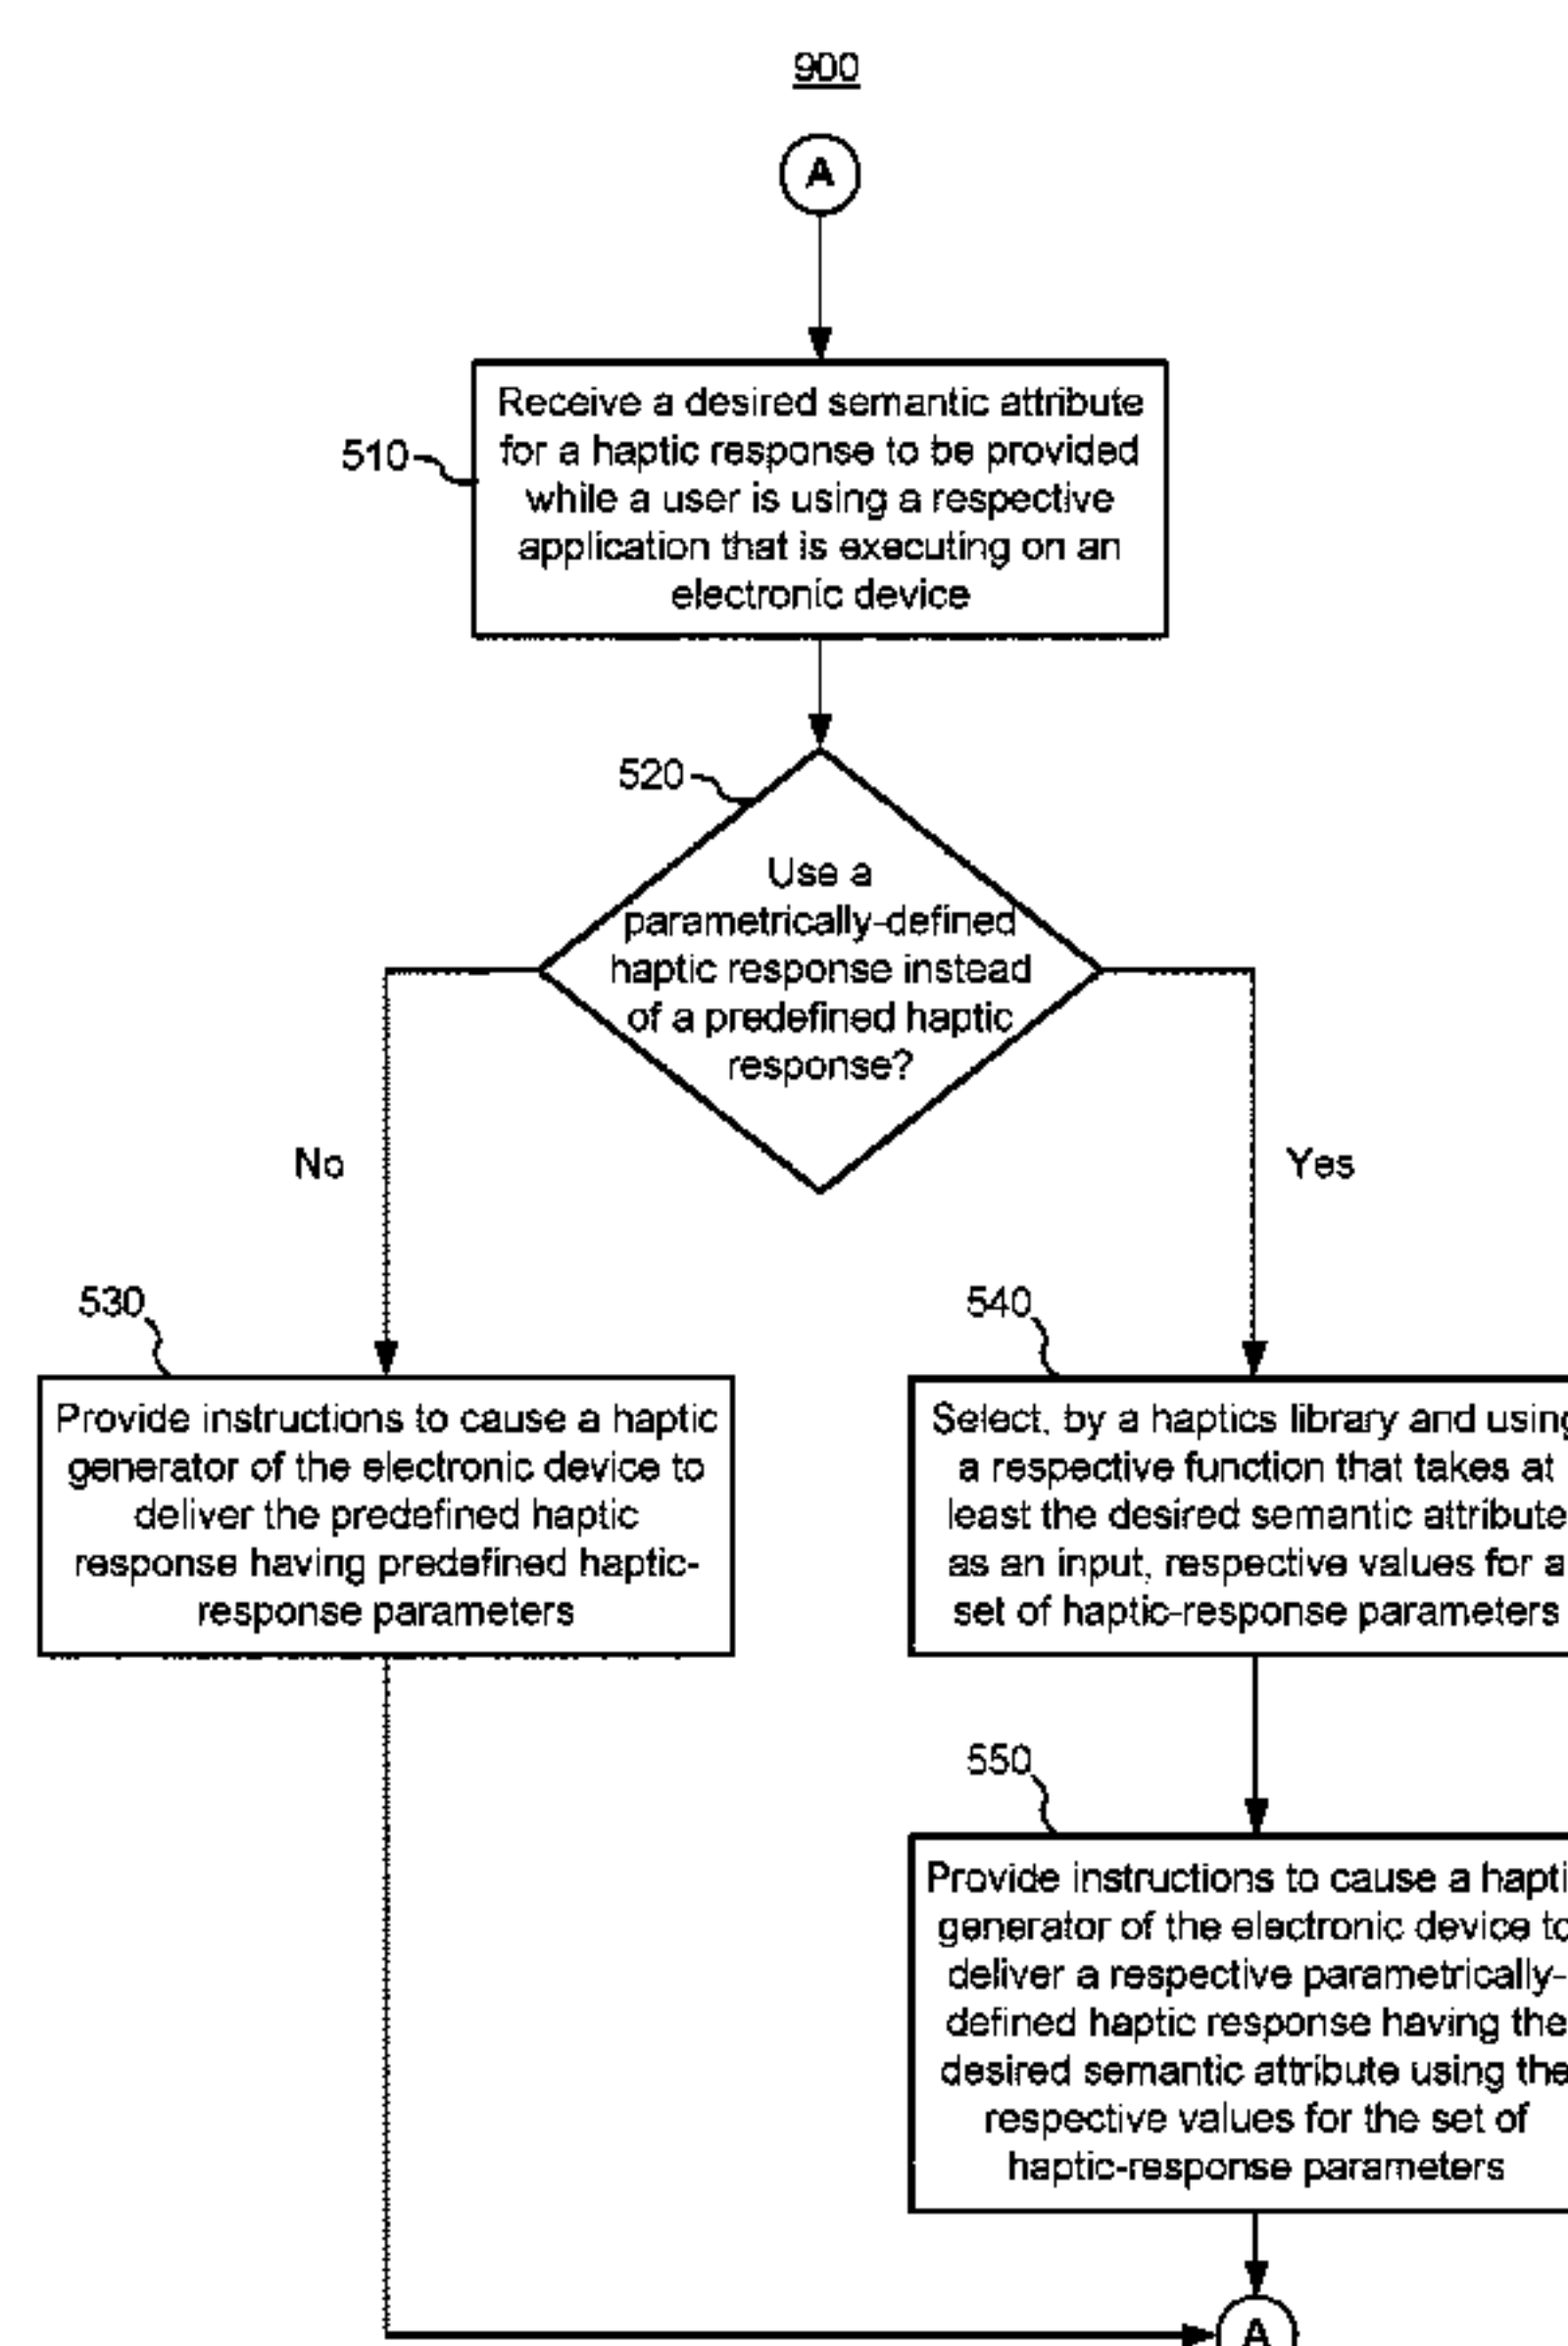 900
A
510
Receive a desired semantic attribute
for a haptic response to be provided
while a user is using a respective
application that is executing on an
electronic device
520
Use a
parametrically-defined
haptic response instead
of a predefined haptic
response?
No
Yes
530
Provide instructions to cause a haptic
generator of the electronic device to
deliver the predefined haptic
response having predefined haptic-
response parameters
540
Select, by a haptics library and using
a respective function that takes at
least the desired semantic attribute
as an input, respective values for a
set of haptic-response parameters
550
Provide instructions to cause a hapti
generator of the electronic device to
deliver a respective parametrically-
defined haptic response having the
desired semantic attribute using the
respective values for the set of
haptic-response parameters
A